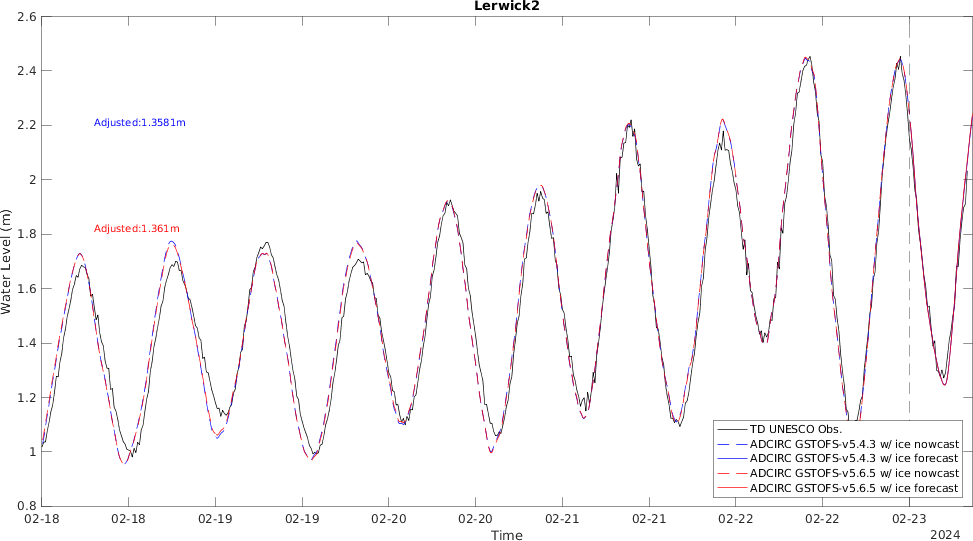 Lerwick2
2.6
2.4
2.2
2
1.8
1.6
1.4
1.2
1
0.8
Water Level (m)
Adjusted:1.3581m
Adjusted:1.361m
TD UNESCO Obs.
ADCIRC GSTOFS-v5.4.3 w/ ice nowcast
ADCIRC GSTOFS-v5.4.3 w/ ice forecast
ADCIRC GSTOFS-v5.6.5 w/ ice nowcast
ADCIRC GSTOFS-v5.6.5 w/ ice forecast
02-18 02-18 02-19 02-19 02-20 02-20 02-21 02-21 02-22 02-22 02-23
Time
2024